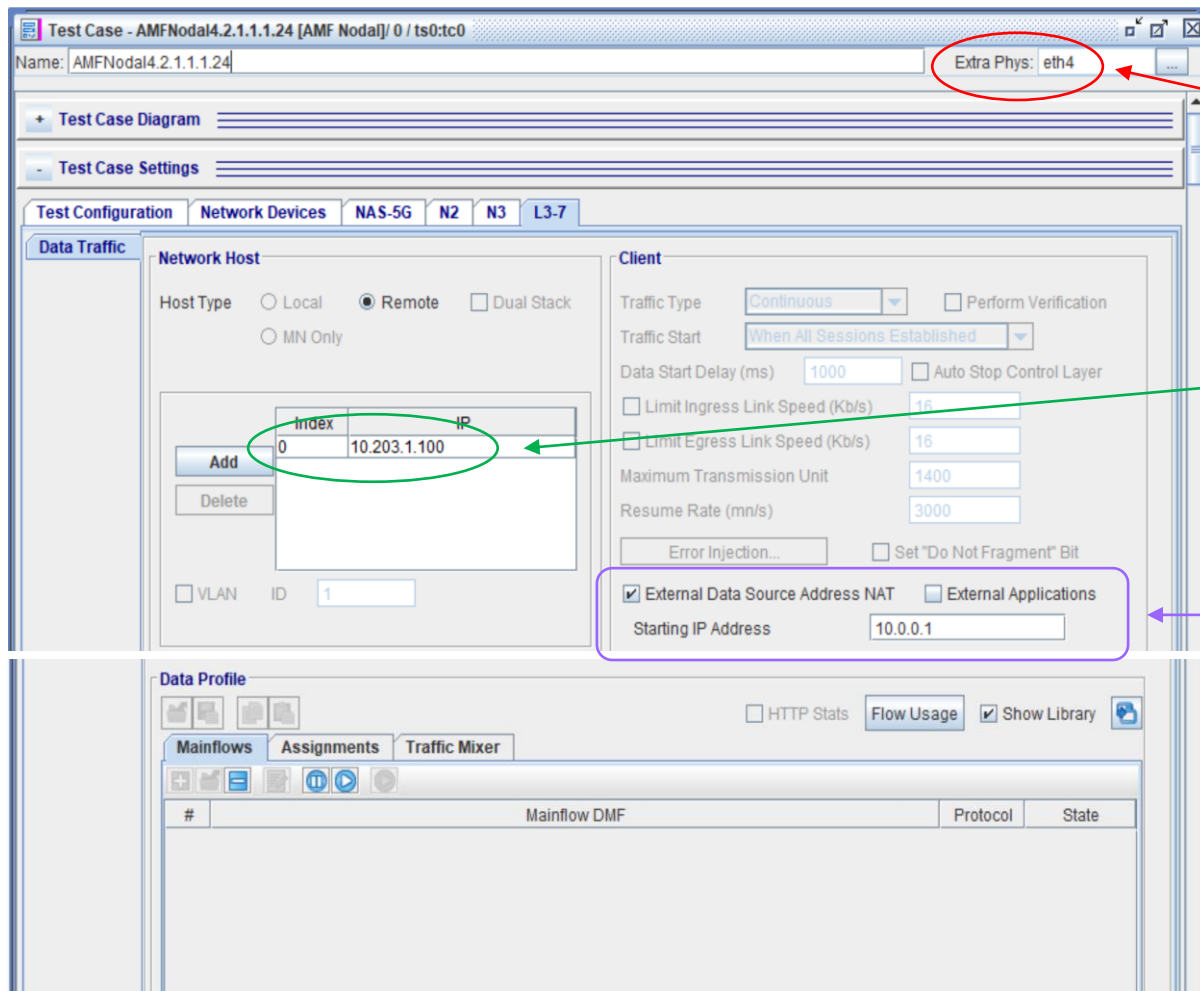 Test Case - AMFNodal4.2.1.1.1.24 [AMF Nodal]/ 0 / ts0:tc0
Name: AMFNodal4.2.1.1.1.24 Extra Phys: eth4 ...
+ Test Case Diagram
- Test Case Settings
Test Configuration Network Devices NAS-5G N2 N3 L3-7
Data Traffic
Network Host
Host Type Local Remote Dual Stack
MN Only
Index IP
0 10.203.1.100
Add
Delete
VLAN ID 1
Client
Traffic Type Continuous Perform Verification
Traffic Start When All Sessions Established
Data Start Delay (ms) 1000 Auto Stop Control Layer
Limit Ingress Link Speed (Kb/s) 16
Limit Egress Link Speed (Kb/s) 16
Maximum Transmission Unit 1400
Resume Rate (mn/s) 3000
Error Injection... Set "Do Not Fragment" Bit
External Data Source Address NAT External Applications
Starting IP Address 10.0.0.1
Data Profile
HTTP Stats Flow Usage Show Library
Mainflows Assignments Traffic Mixer
# Mainflow DMF Protocol State